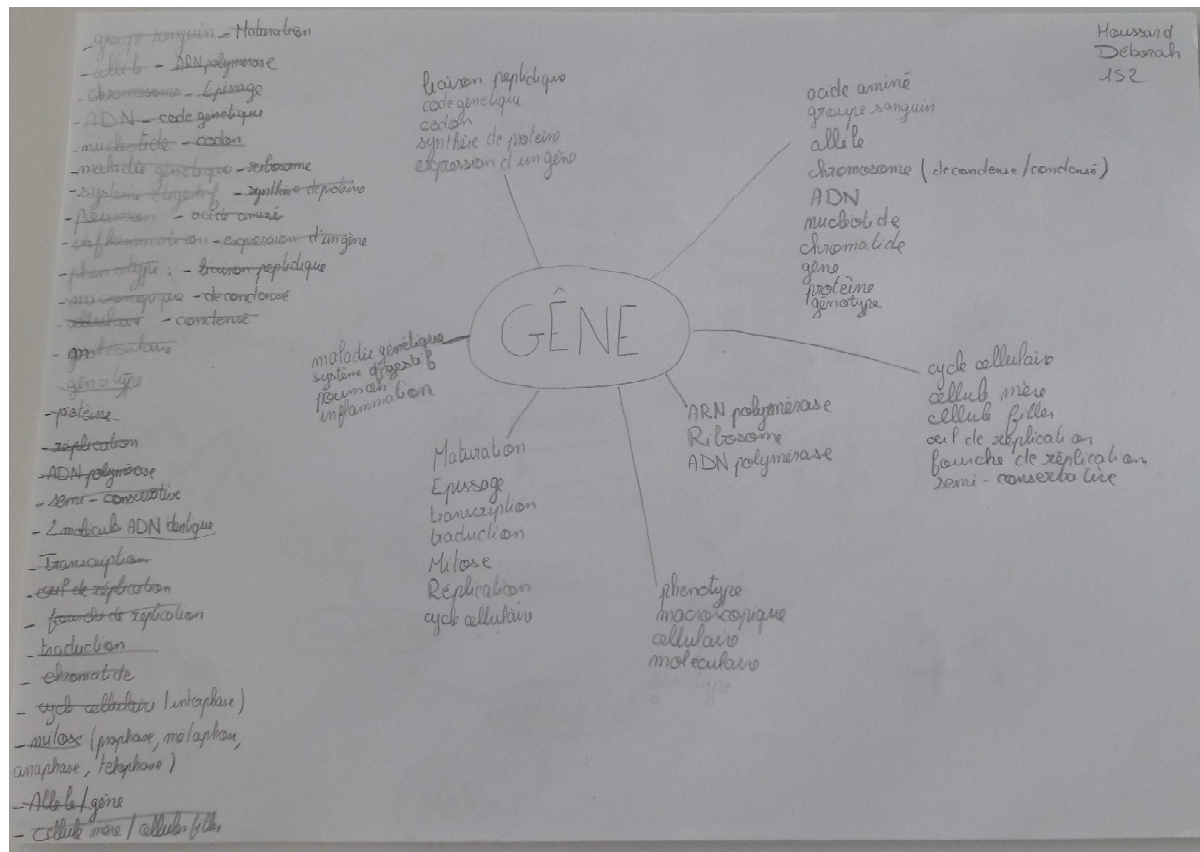 - groupe sanguin - Maturation
- allèle - ARN polymérase
- chromosome - Epissage
- ADN - code génétique
- nucléotide - codon
- maladie génétique - ribosome
- système digestif - synthèse de protéine
- poumon - acide aminé
- inflammation - expression d'un gène
- phénotype : - liaison peptidique
- macroscopique - décondensé
- cellulaire - condensé
- moléculaire
génotype
- protéine
- réplication
- ADN polymérase
- semi-conservative
- 2 molécule ADN identique
- Transcription
- oeil de réplication
- fourche de réplication
- traduction
- chromatide
- cycle cellulaire (interphase)
- mitose (prophase, métaphase,
anaphase, telophase)
- Allèle / gène
- Cellule mère / cellules filles
liaison peptidique
code génétique
codon
synthèse de protéine
expression d'un gène
Houssard
Déborah
1S2
acide aminé
groupe sanguin
allèle
chromosome (decondense/condensé)
ADN
nucleotide
chromatide
gêne
protéine
génotype
GÊNE
maladie génétique
système digestif
poumon
inflammation
ARN polymérase
Ribosome
ADN polymérase
cycle cellulaire
cellule mère
cellule filles
oeil de réplication
fourche de réplication
semi-conservative
Maturation
Epissage
transcription
traduction
Mitose
Réplication
cycle cellulaire
phenotype
macroscopique
cellulaire
moléculaire